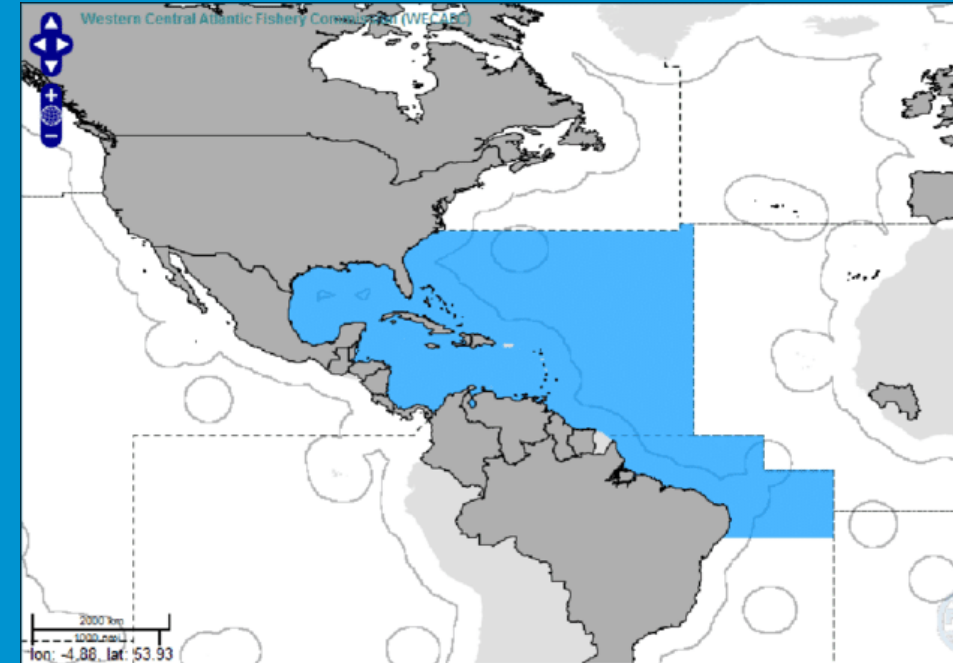 Western Central Atlantic Fishery Commission (WECAFC)
+
−
2000 km
1000 nmi
lon: -4.88, lat: 53.93